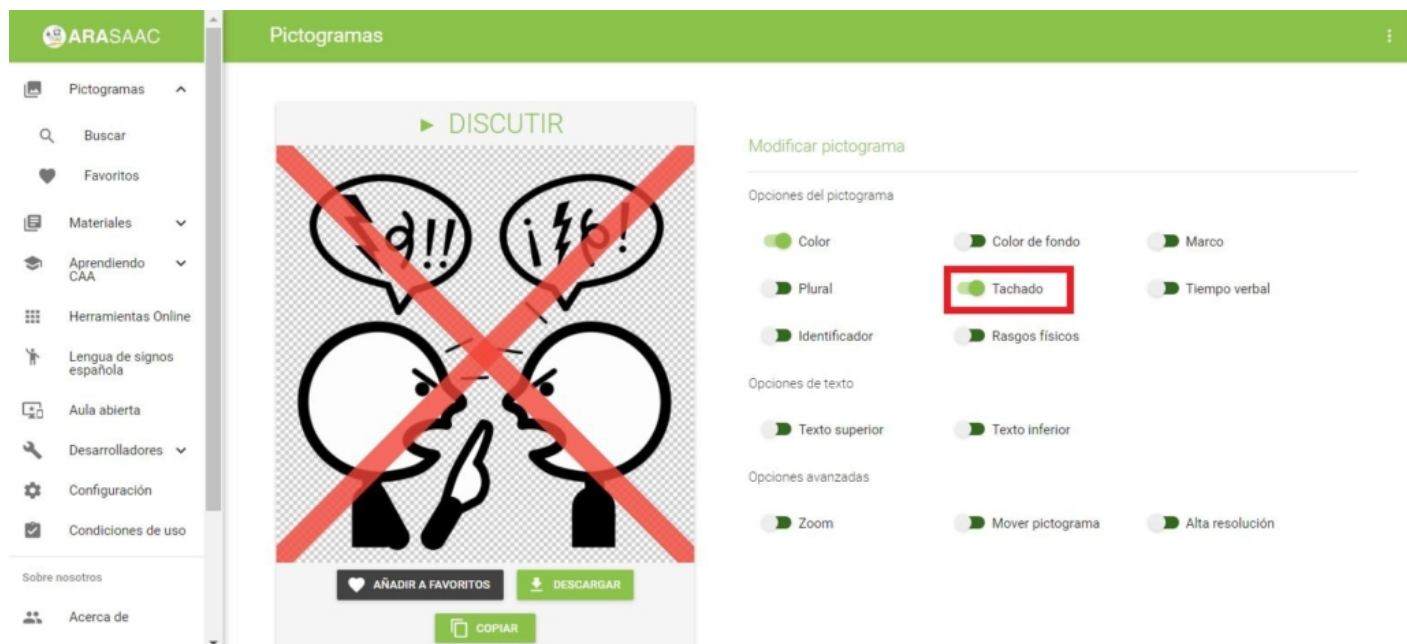 ARASAAC
Pictogramas
Pictogramas
Buscar
Favoritos
Materiales
Aprendiendo
CAA
Herramientas Online
Lengua de signos
española
Aula abierta
Desarrolladores
Configuración
Condiciones de uso
Sobre nosotros
Acerca de
DISCUTIR
AÑADIR A FAVORITOS
DESCARGAR
COPIAR
Modificar pictograma
Opciones del pictograma
Color
Color de fondo
Marco
Plural
Tachado
Tiempo verbal
Identificador
Rasgos físicos
Opciones de texto
Texto superior
Texto inferior
Opciones avanzadas
Zoom
Mover pictograma
Alta resolución